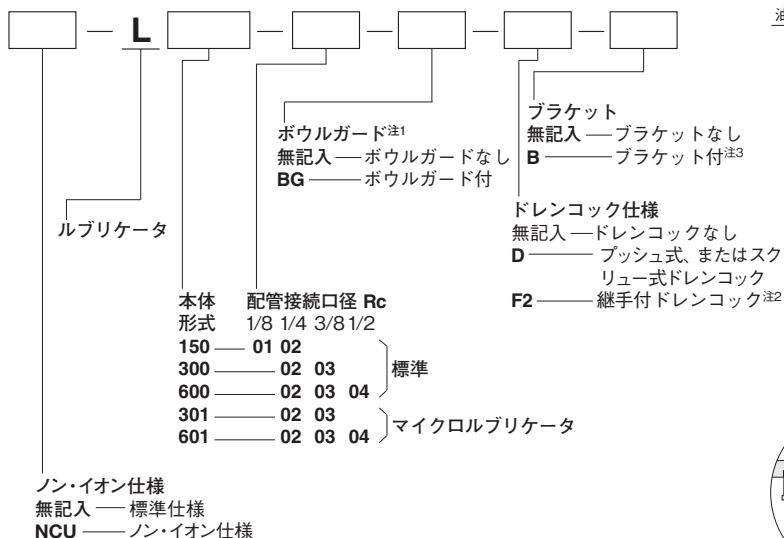 油
— L — — — —
ブラケット
無記入 — ブラケットなし
B — ブラケット付注3
ボウルガード注1
無記入 — ボウルガードなし
BG — ボウルガード付
ルブリケータ
ドレンコック仕様
無記入 — ドレンコックなし
D — プッシュ式、またはスク
リュー式ドレンコック
F2 — 継手付ドレンコック注2
本体 配管接続口径 Rc
形式 1/8 1/4 3/8 1/2
150 — 01 02
300 — 02 03
600 — 02 03 04
標準
301 — 02 03
601 — 02 03 04
マイクロルブリケータ
ノン・イオン仕様
無記入 — 標準仕様
NCU — ノン・イオン仕様